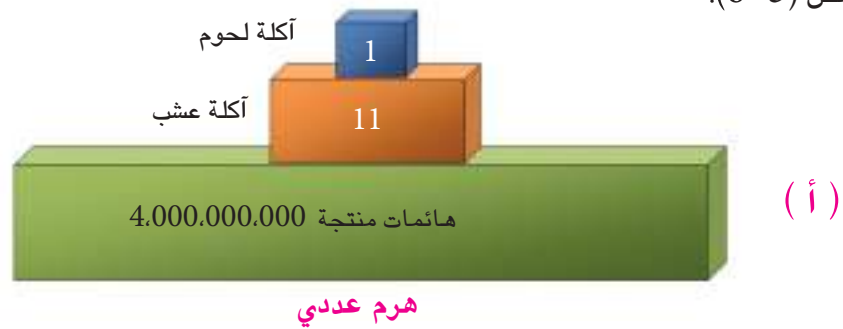 آكلة لحوم
1
آكلة عشب
11
هائمات منتجة 4،000،000،000
( أ )
هرم عددي